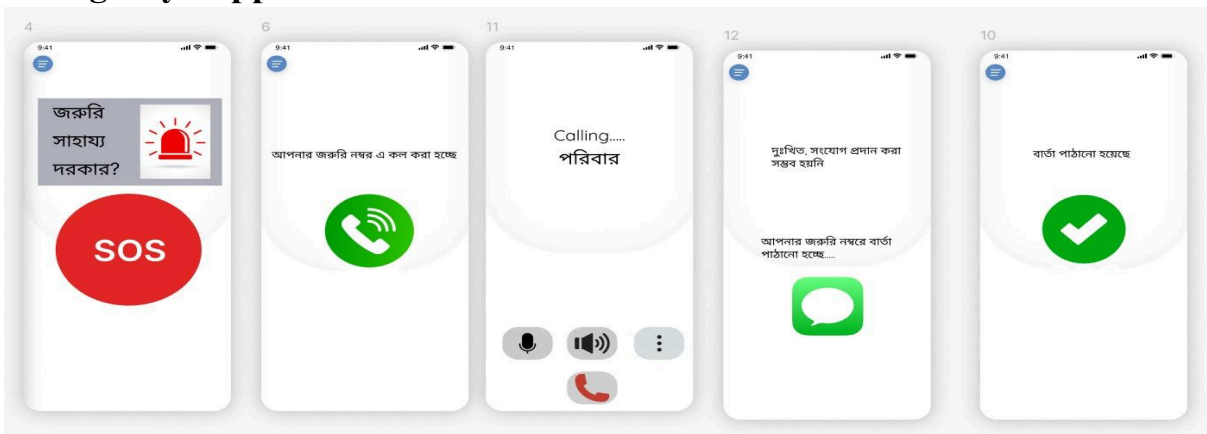 4
9:41
জরুরি
সাহায্য
দরকার?
SOS
6
9:41
আপনার জরুরি নম্বর এ কল করা হচ্ছে
11
9:41
Calling.....
পরিবার
12
9:41
দুঃখিত, সংযোগ প্রদান করা
সম্ভব হয়নি
আপনার জরুরি নম্বরে বার্তা
পাঠানো হচ্ছে.....
10
9:41
বার্তা পাঠানো হয়েছে